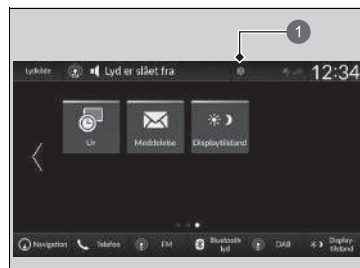 1
Lydkilde Lyd er slået fra 12:34
Ur Meddelelse Displaytilstand
Navigation Telefon FM Bluetooth lyd DAB Display-tilstand